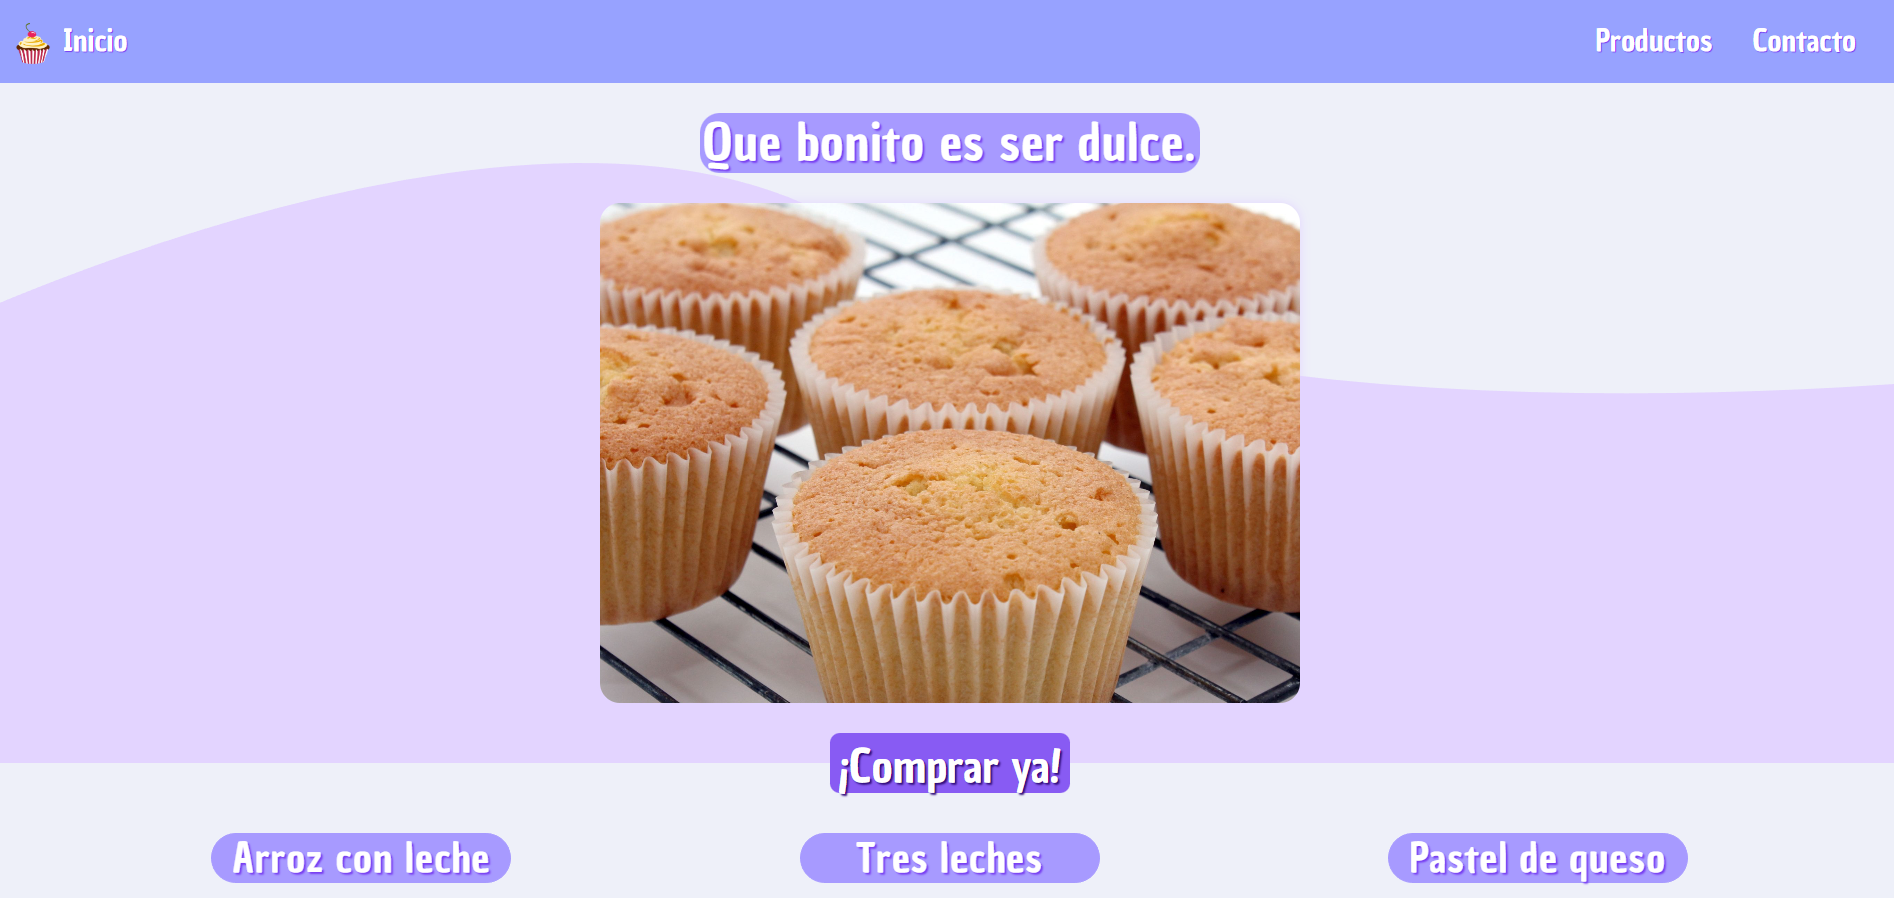 Inicio
Productos
Contacto
Que bonito es ser dulce.
¡Comprar ya!
Arroz con leche
Tres leches
Pastel de queso